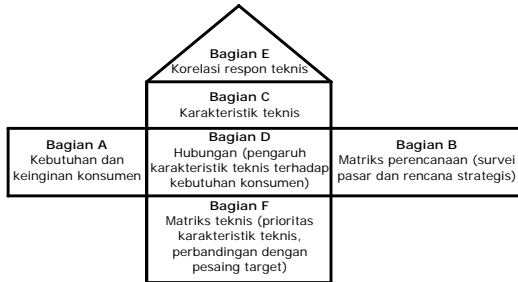 Bagian E
Korelasi respon teknis
Bagian C
Karakteristik teknis
Bagian A
Kebutuhan dan
keinginan konsumen
Bagian D
Hubungan (pengaruh
karakteristik teknis terhadap
kebutuhan konsumen)
Bagian B
Matriks perencanaan (survei
pasar dan rencana strategis)
Bagian F
Matriks teknis (prioritas
karakteristik teknis,
perbandingan dengan
pesaing target)